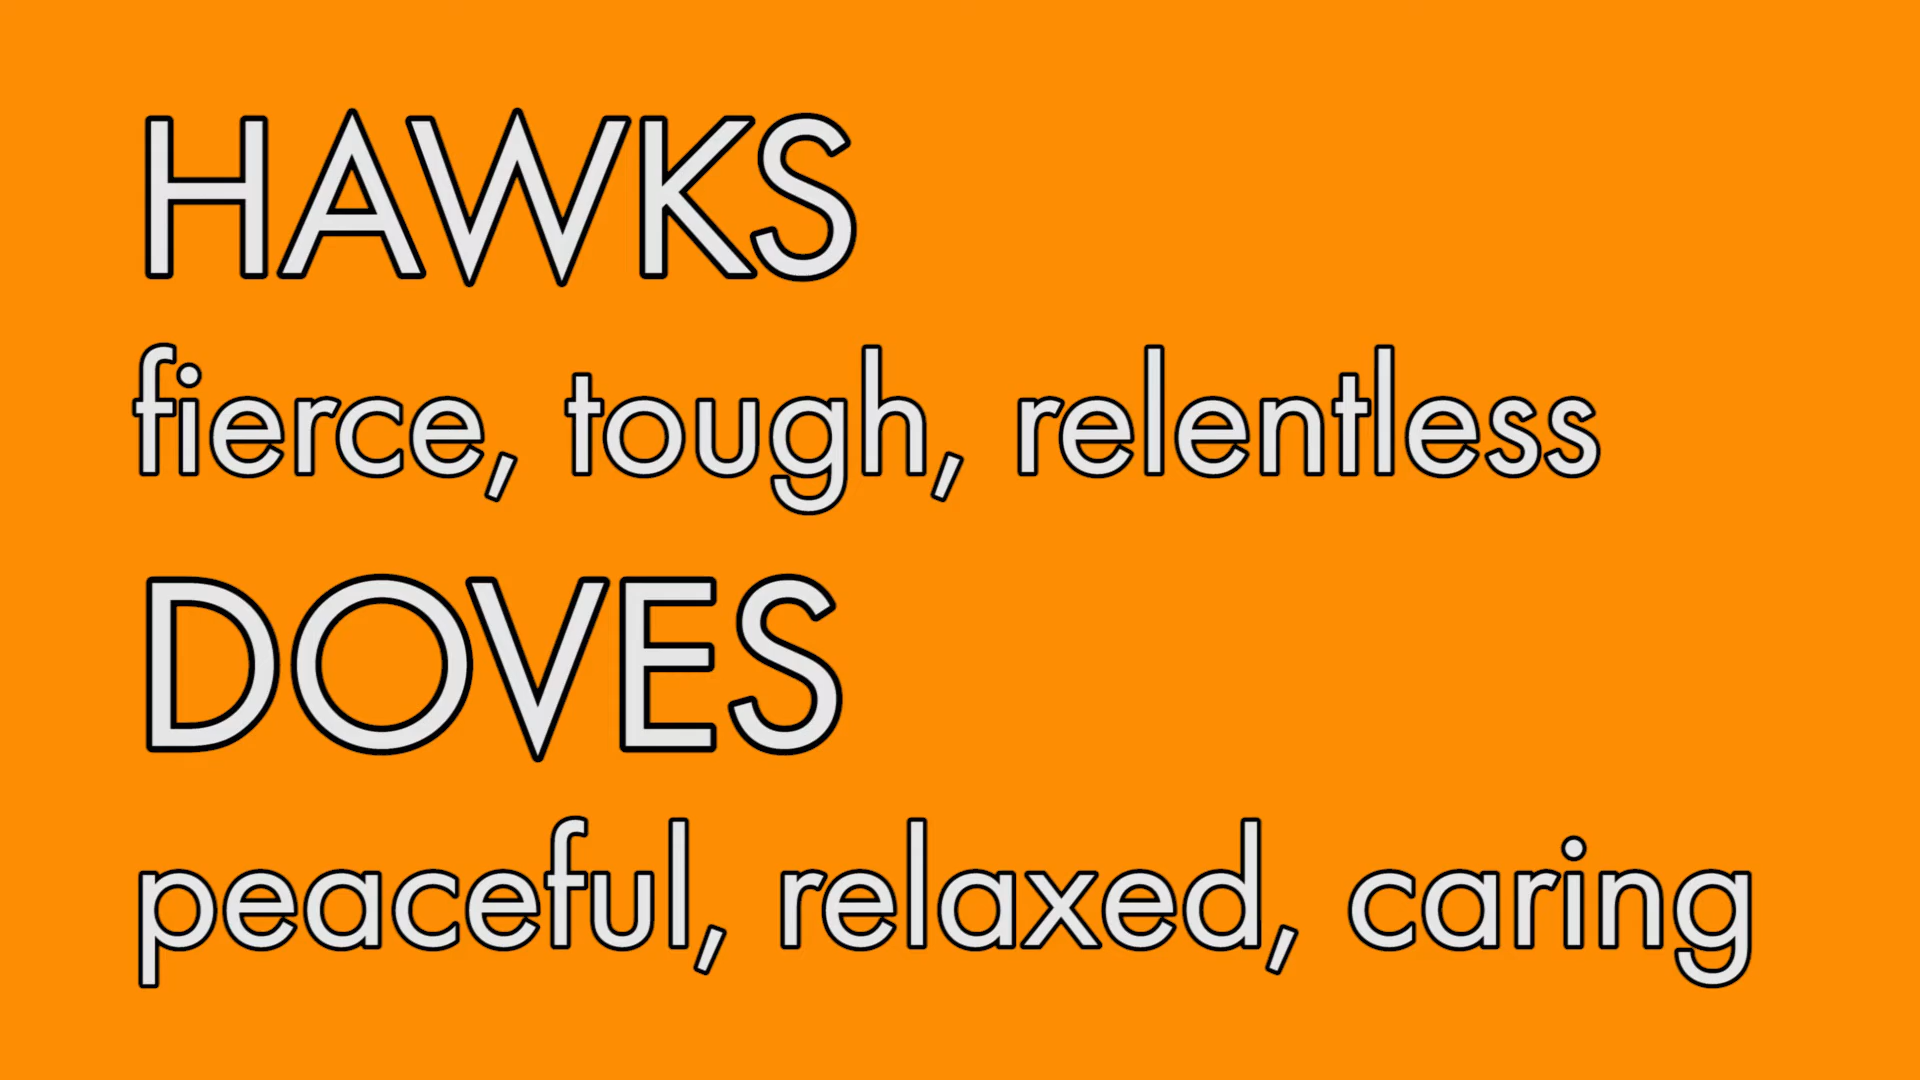 HAWKS
fierce, tough, relentless
DOVES
peaceful, relaxed, caring